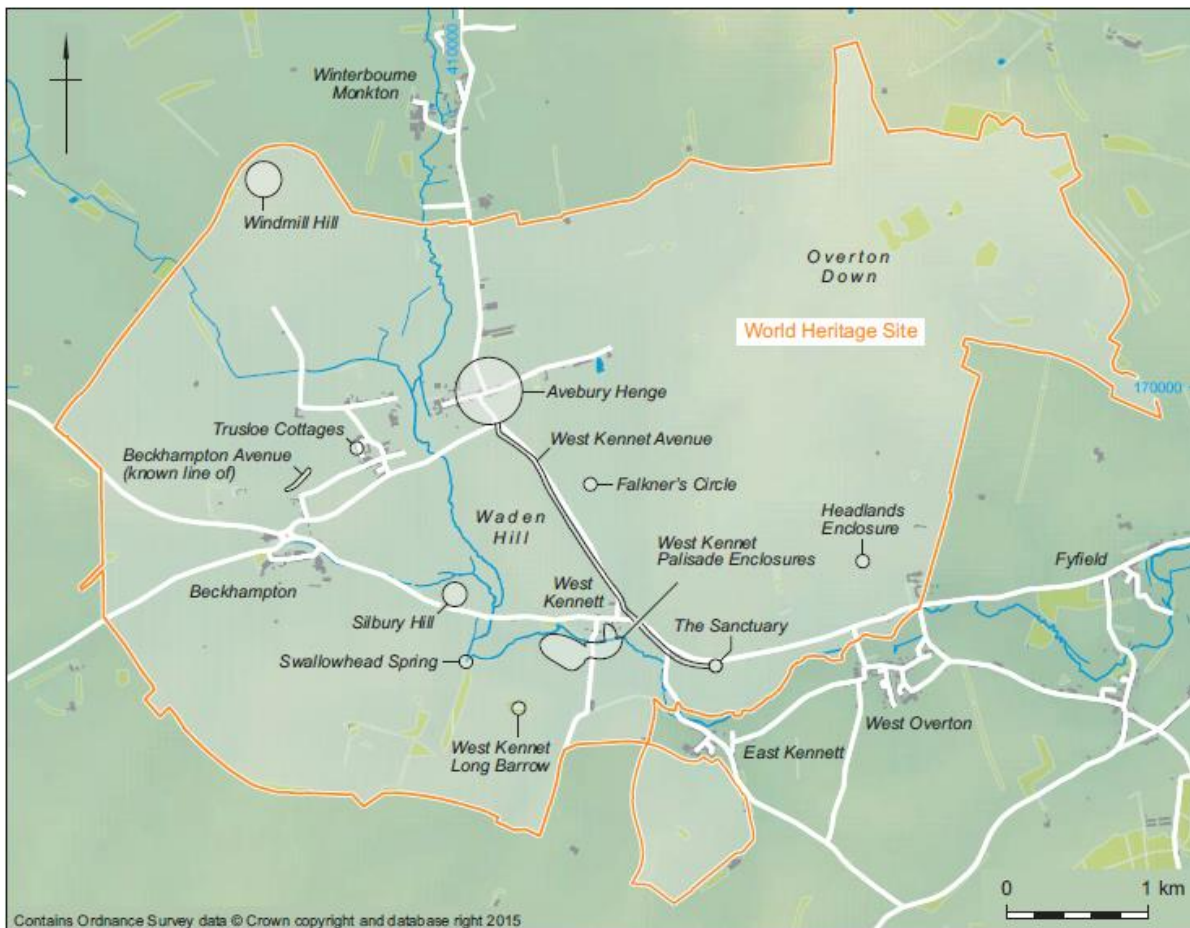 410000
Winterbourne
Monkton
Windmill Hill
Overton
Down
World Heritage Site
170000
Avebury Henge
Trusloe Cottages
West Kennet Avenue
Beckhampton Avenue
(known line of)
Falkner's Circle
Headlands
Enclosure
Waden
Hill
West Kennet
Palisade Enclosures
Fyfield
Beckhampton
West
Kennett
Silbury Hill
The Sanctuary
Swallowhead Spring
West Overton
West Kennet
Long Barrow
East Kennett
0 1 km
Contains Ordnance Survey data © Crown copyright and database right 2015